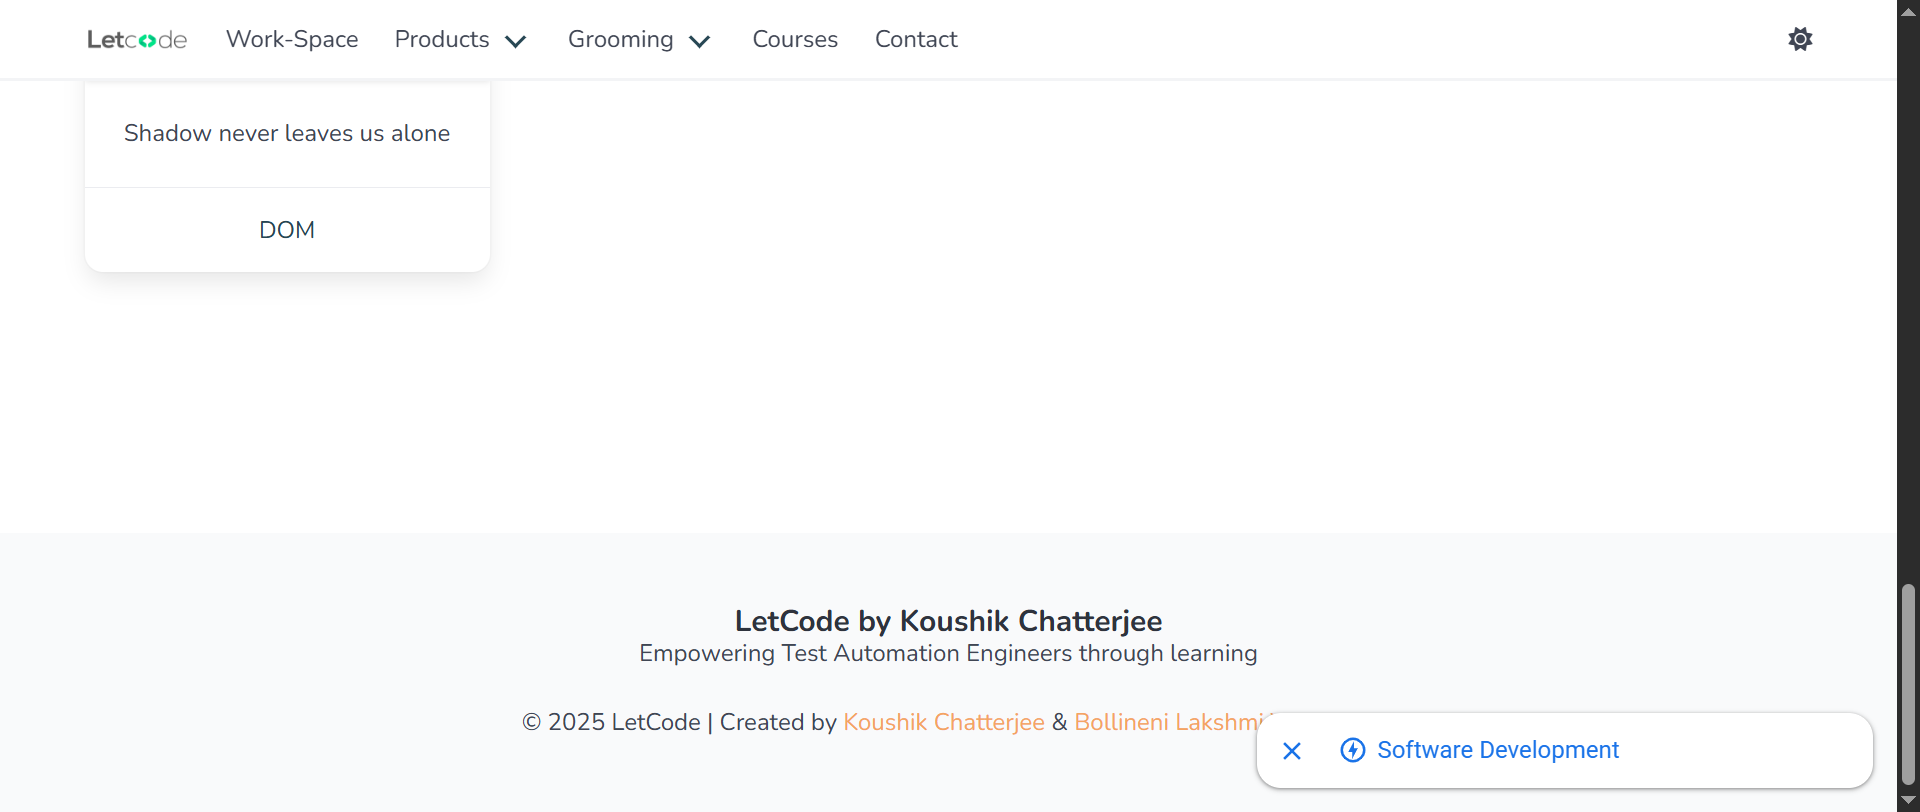 Letcode Work-Space Products Grooming Courses Contact
Shadow never leaves us alone
DOM
LetCode by Koushik Chatterjee
Empowering Test Automation Engineers through learning
© 2025 LetCode | Created by Koushik Chatterjee & Bollineni Lakshmi
Software Development